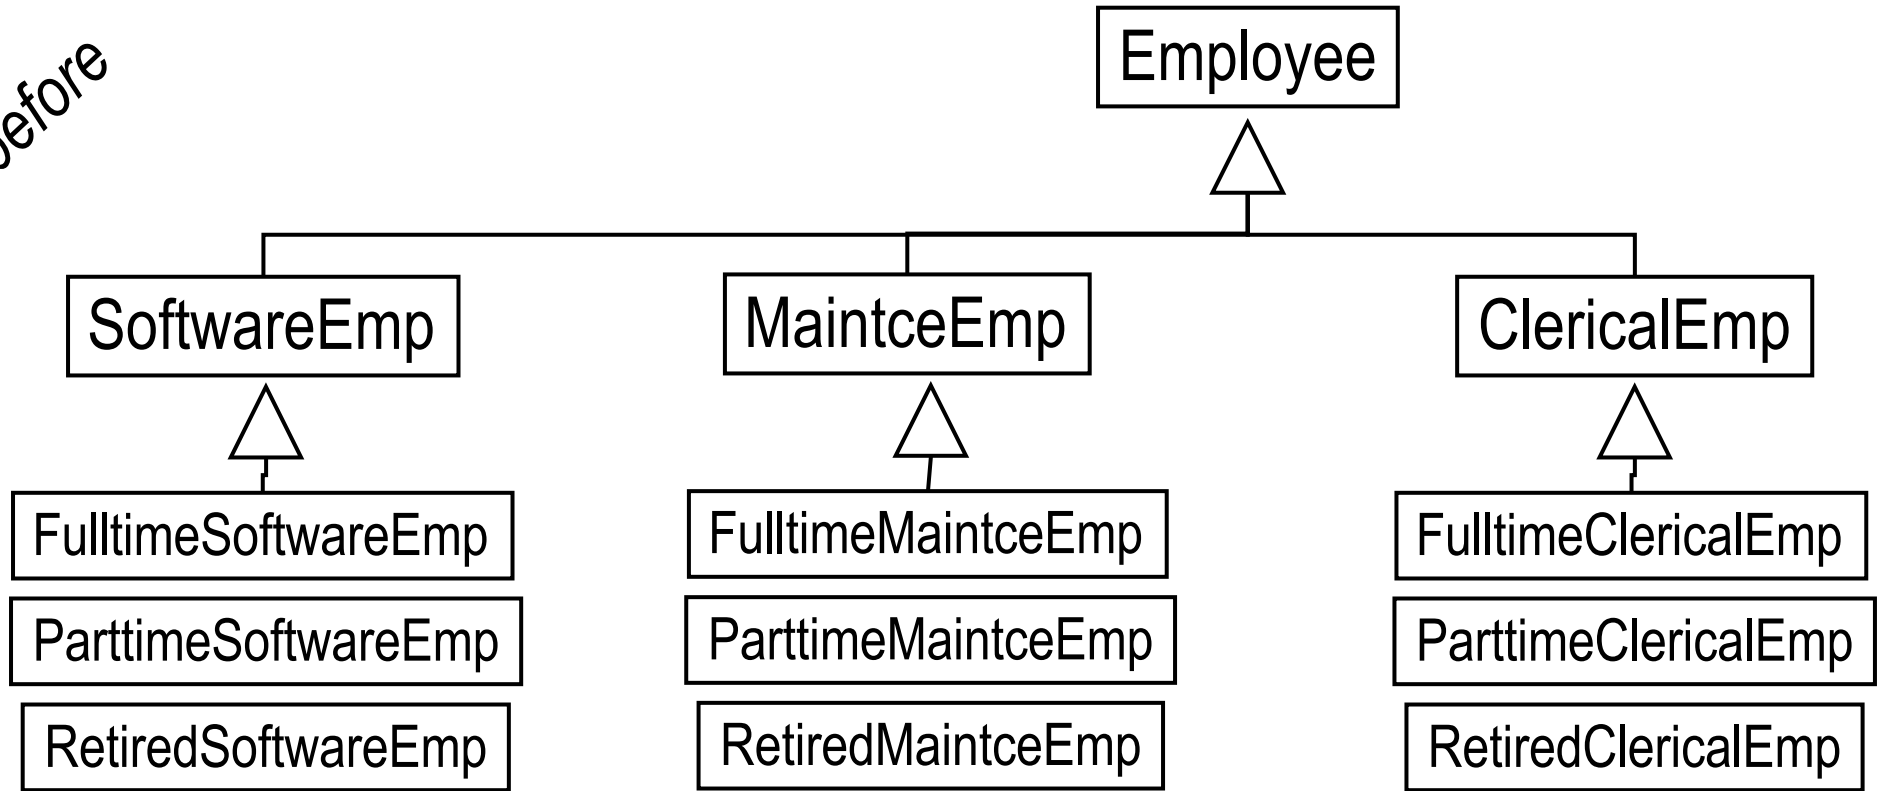 before
Employee
SoftwareEmp
MaintceEmp
ClericalEmp
FulltimeSoftwareEmp
FulltimeMaintceEmp
FulltimeClericalEmp
ParttimeSoftwareEmp
ParttimeMaintceEmp
ParttimeClericalEmp
RetiredSoftwareEmp
RetiredMaintceEmp
RetiredClericalEmp